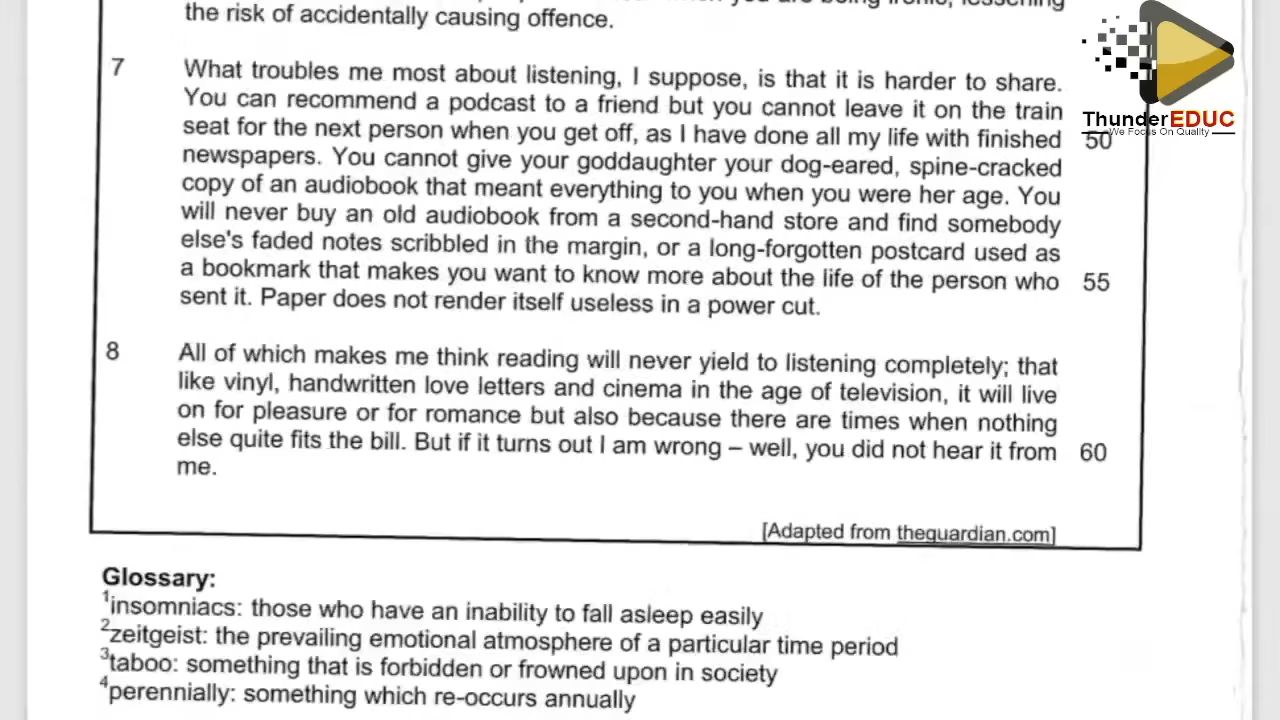 the risk of accidentally causing offence.
ThunderEDUC
We Focus On Quality
7 What troubles me most about listening, I suppose, is that it is harder to share.
You can recommend a podcast to a friend but you cannot leave it on the train
seat for the next person when you get off, as I have done all my life with finished 50
newspapers. You cannot give your goddaughter your dog-eared, spine-cracked
copy of an audiobook that meant everything to you when you were her age. You
will never buy an old audiobook from a second-hand store and find somebody
else's faded notes scribbled in the margin, or a long-forgotten postcard used as
a bookmark that makes you want to know more about the life of the person who 55
sent it. Paper does not render itself useless in a power cut.
8 All of which makes me think reading will never yield to listening completely; that
like vinyl, handwritten love letters and cinema in the age of television, it will live
on for pleasure or for romance but also because there are times when nothing
else quite fits the bill. But if it turns out I am wrong – well, you did not hear it from 60
me.
[Adapted from theguardian.com]
Glossary:
1insomniacs: those who have an inability to fall asleep easily
2zeitgeist: the prevailing emotional atmosphere of a particular time period
3taboo: something that is forbidden or frowned upon in society
4perennially: something which re-occurs annually